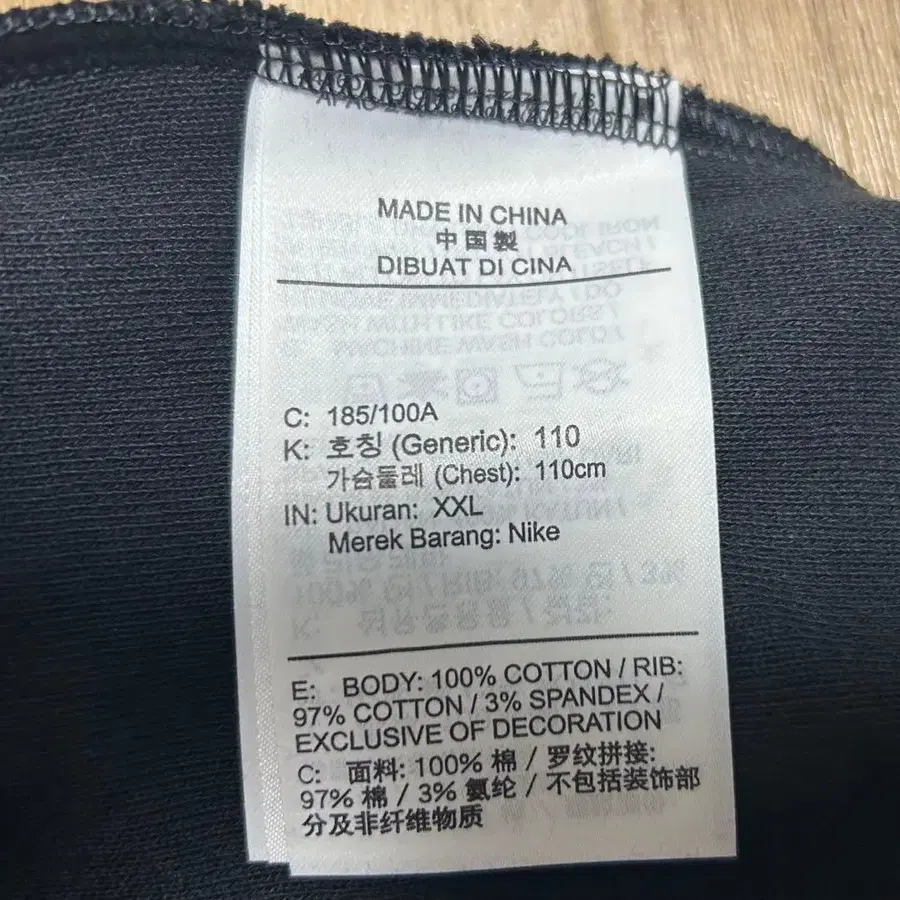 MADE IN CHINA
中国製
DIBUAT DI CINA
C: 185/100A
K: 호칭 (Generic): 110
가슴둘레 (Chest): 110cm
IN: Ukuran: XXL
Merek Barang: Nike
E: BODY: 100% COTTON / RIB:
97% COTTON / 3% SPANDEX /
EXCLUSIVE OF DECORATION
C: 面料: 100% 棉 / 罗纹拼接:
97% 棉 / 3% 氨纶 / 不包括装饰部
分及非纤维物质